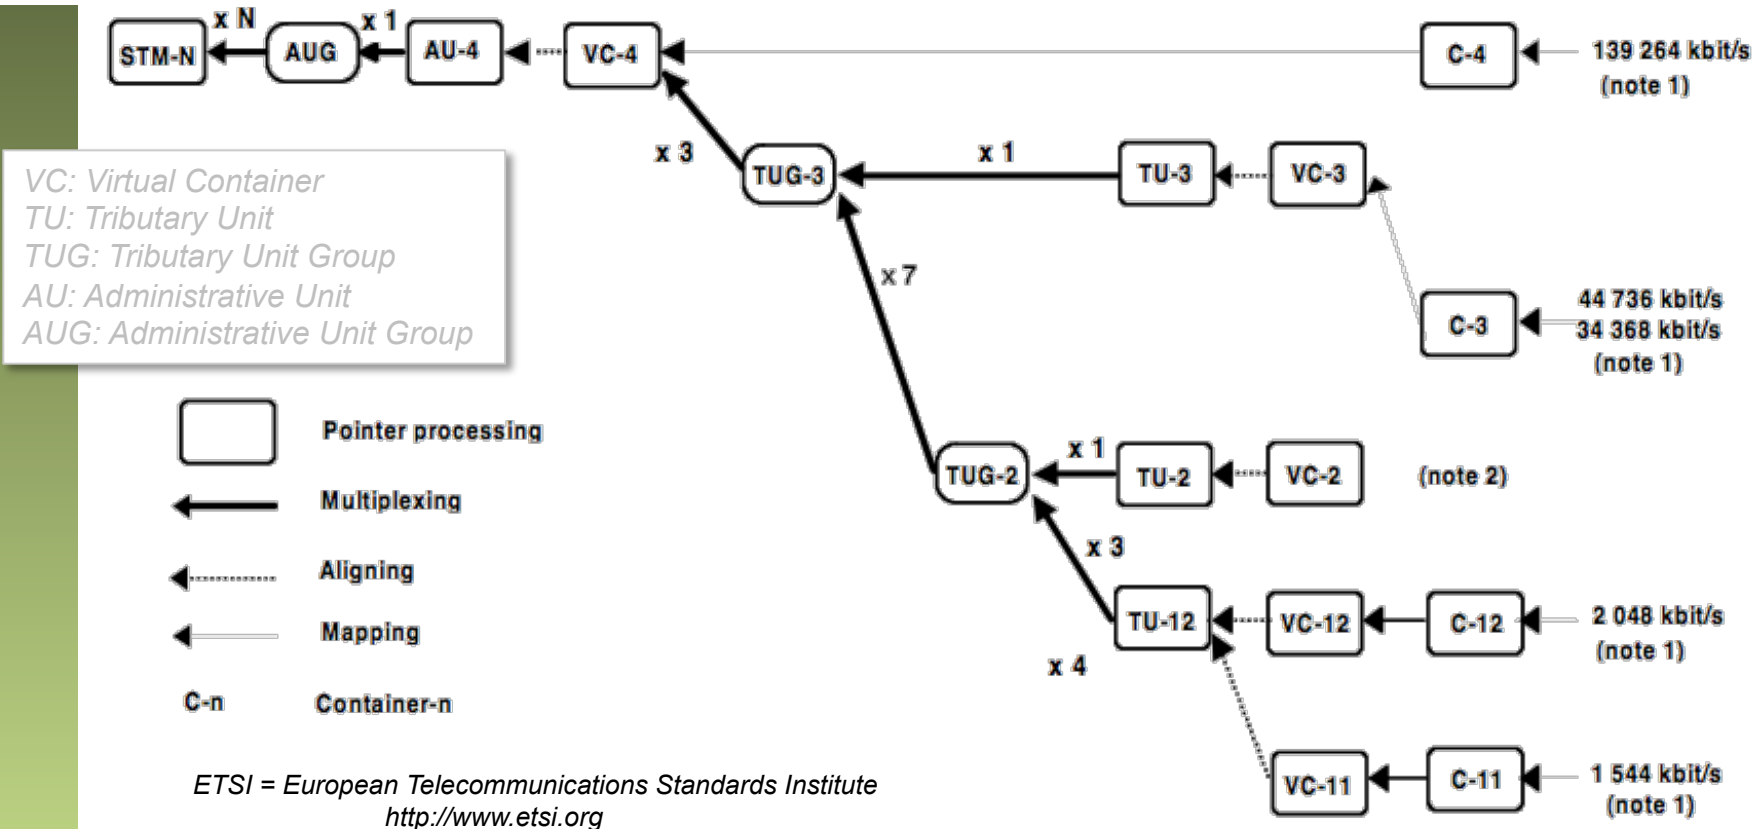 x N
x 1
STM-N
AUG
AU-4
VC-4
C-4
139 264 kbit/s
(note 1)
x 3
TUG-3
x 1
TU-3
VC-3
VC: Virtual Container
TU: Tributary Unit
TUG: Tributary Unit Group
AU: Administrative Unit
AUG: Administrative Unit Group
x 7
C-3
44 736 kbit/s
34 368 kbit/s
(note 1)
Pointer processing
Multiplexing
Aligning
Mapping
C-n Container-n
TUG-2
x 1
TU-2
VC-2
(note 2)
x 3
TU-12
VC-12
C-12
2 048 kbit/s
(note 1)
x 4
VC-11
C-11
1 544 kbit/s
(note 1)
ETSI = European Telecommunications Standards Institute
http://www.etsi.org